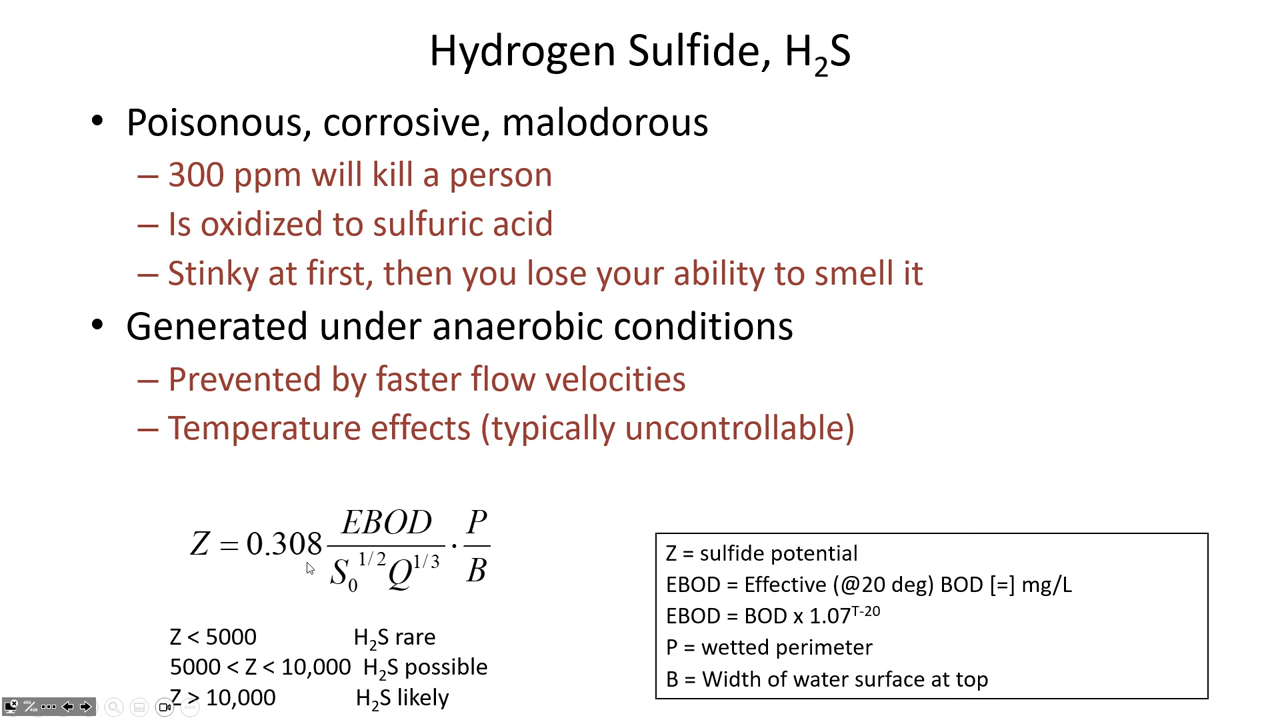 Hydrogen Sulfide, H₂S
• Poisonous, corrosive, malodorous
– 300 ppm will kill a person
– Is oxidized to sulfuric acid
– Stinky at first, then you lose your ability to smell it
• Generated under anaerobic conditions
– Prevented by faster flow velocities
– Temperature effects (typically uncontrollable)
Z = 0.308 EBOD / (S₀^1/2 Q^1/3) · P / B
Z < 5000 H₂S rare
5000 < Z < 10,000 H₂S possible
Z > 10,000 H₂S likely
Z = sulfide potential
EBOD = Effective (@20 deg) BOD [=] mg/L
EBOD = BOD x 1.07^T-20
P = wetted perimeter
B = Width of water surface at top